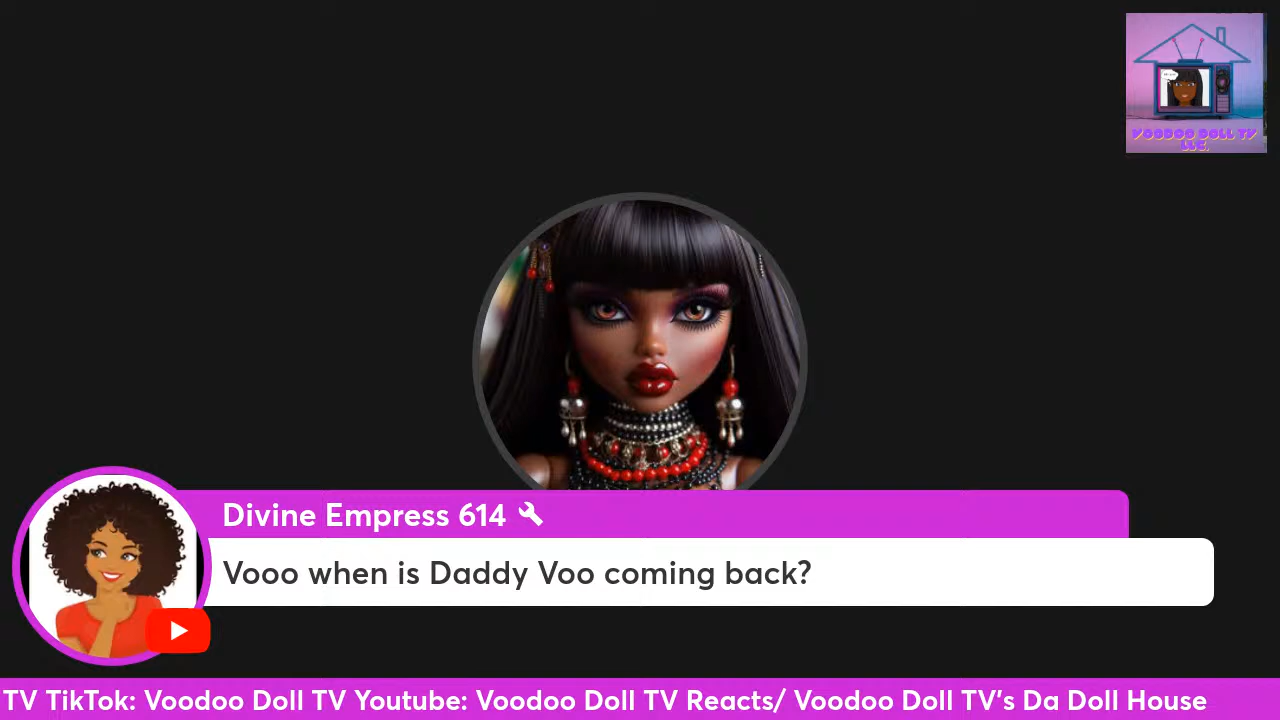 VOODOO DOLL TV
LLC.
Divine Empress 614
Vooo when is Daddy Voo coming back?
TV TikTok: Voodoo Doll TV Youtube: Voodoo Doll TV Reacts/ Voodoo Doll TV's Da Doll House